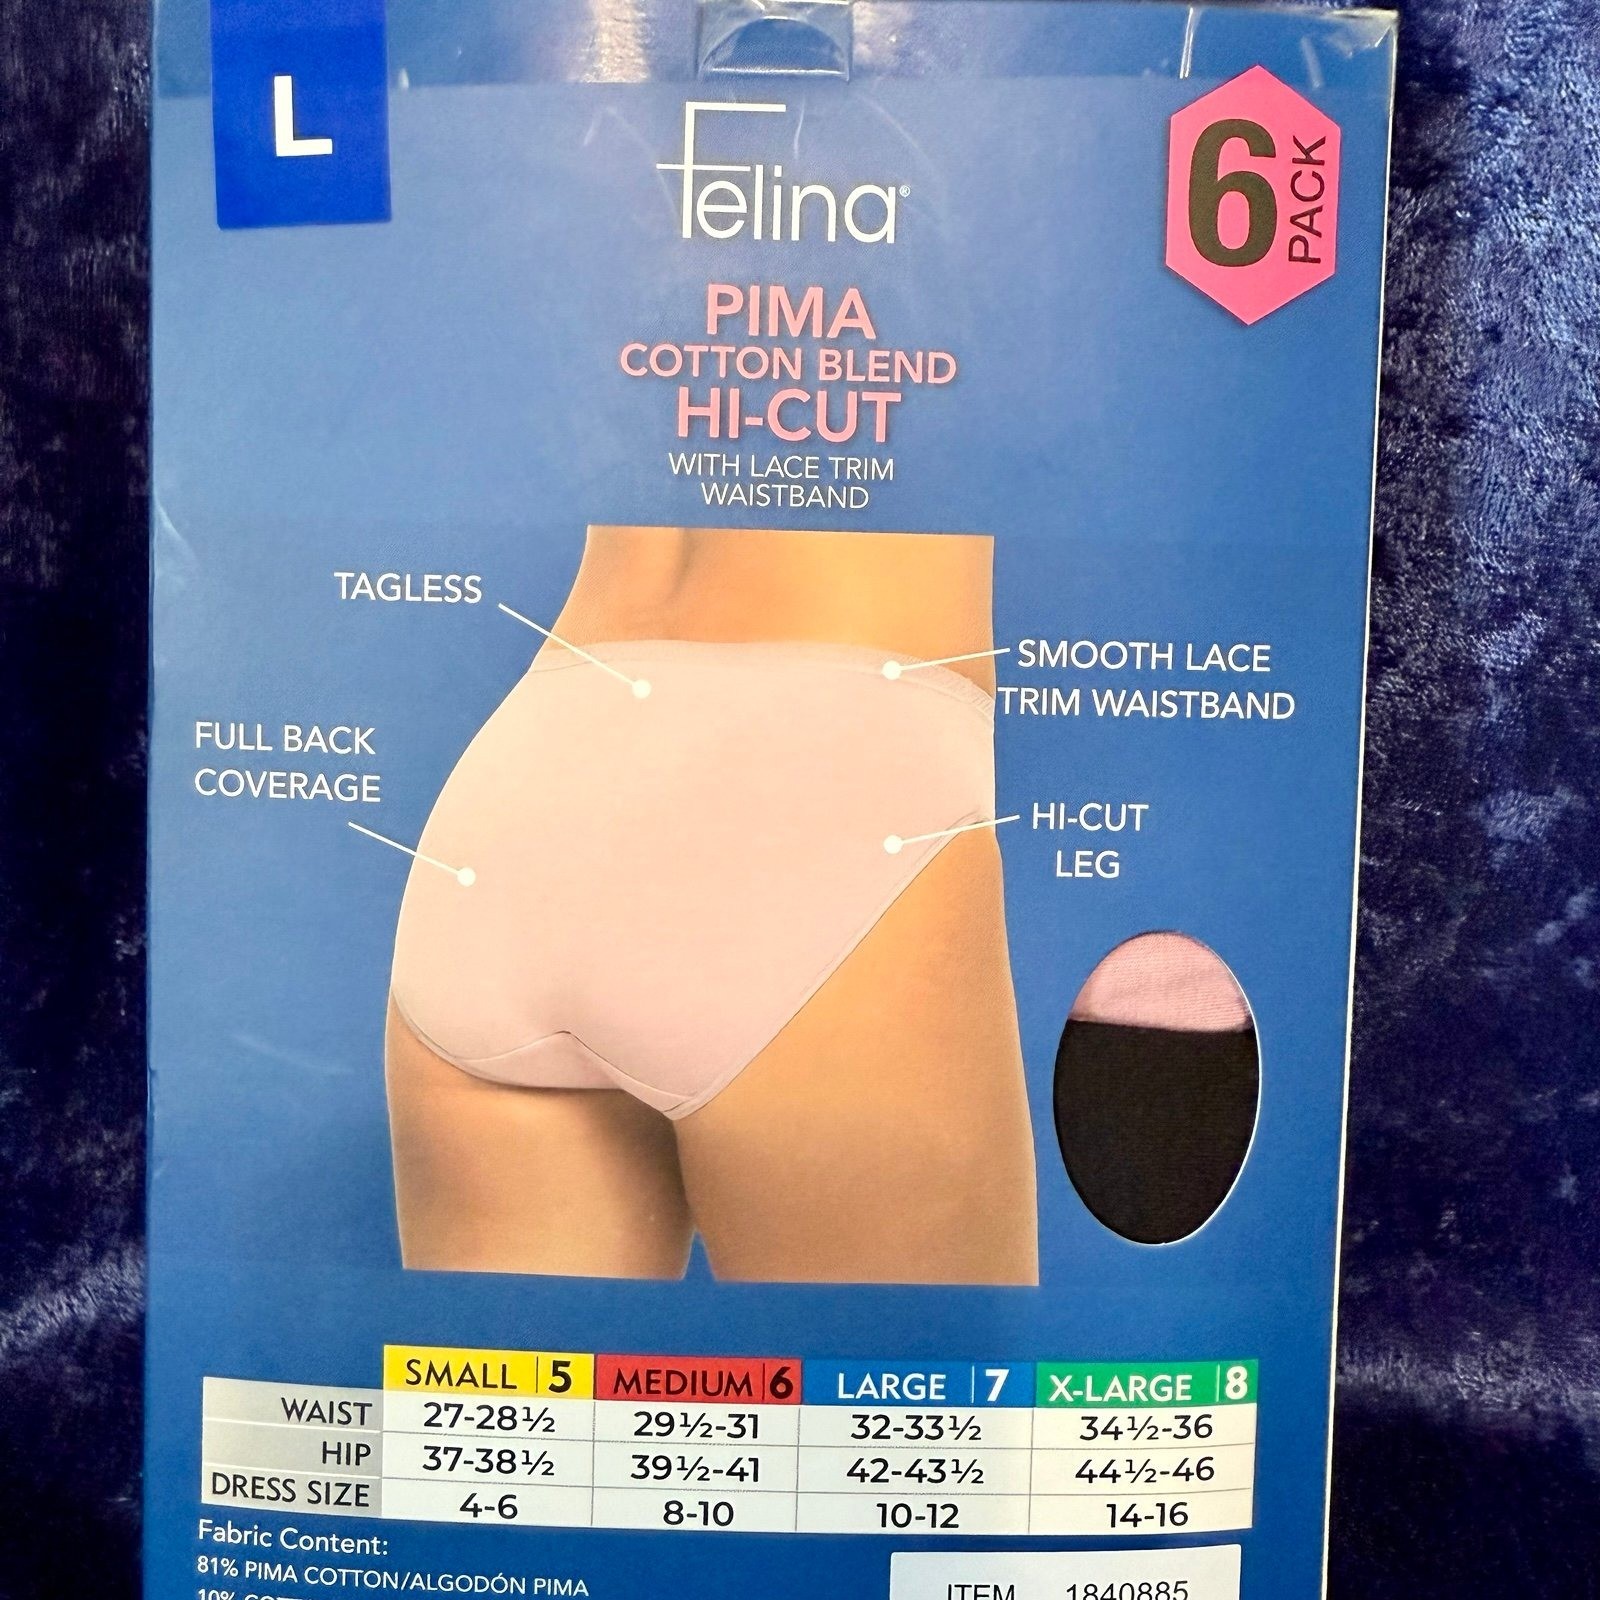 L
Felina®
6
PACK
PIMA
COTTON BLEND
HI-CUT
WITH LACE TRIM
WAISTBAND
TAGLESS
SMOOTH LACE
TRIM WAISTBAND
FULL BACK
COVERAGE
HI-CUT
LEG
SMALL | 5 MEDIUM | 6 LARGE | 7 X-LARGE | 8
WAIST 27-28½ 29½-31 32-33½ 34½-36
HIP 37-38½ 39½-41 42-43½ 44½-46
DRESS SIZE 4-6 8-10 10-12 14-16
Fabric Content:
81% PIMA COTTON/ALGODÓN PIMA
ITEM 1840885